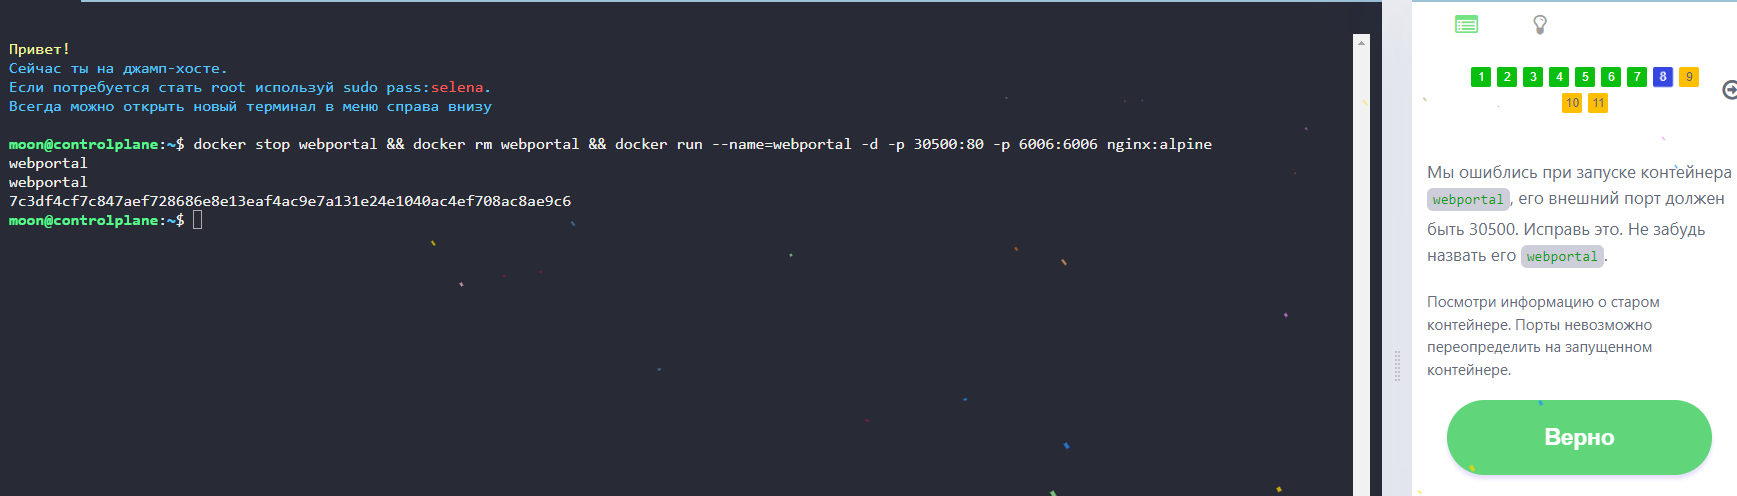 Привет!
Сейчас ты на джамп-хосте.
Если потребуется стать root используй sudo pass:selena.
Всегда можно открыть новый терминал в меню справа внизу
moon@controlplane:~$ docker stop webportal && docker rm webportal && docker run --name=webportal -d -p 30500:80 -p 6006:6006 nginx:alpine
webportal
webportal
7c3df4cf7c847aef728686e8e13eaf4ac9e7a131e24e1040ac4ef708ac8ae9c6
moon@controlplane:~$
1 2 3 4 5 6 7 8 9
10 11
Мы ошиблись при запуске контейнера
webportal, его внешний порт должен
быть 30500. Исправь это. Не забудь
назвать его webportal.
Посмотри информацию о старом
контейнере. Порты невозможно
переопределить на запущенном
контейнере.
Верно